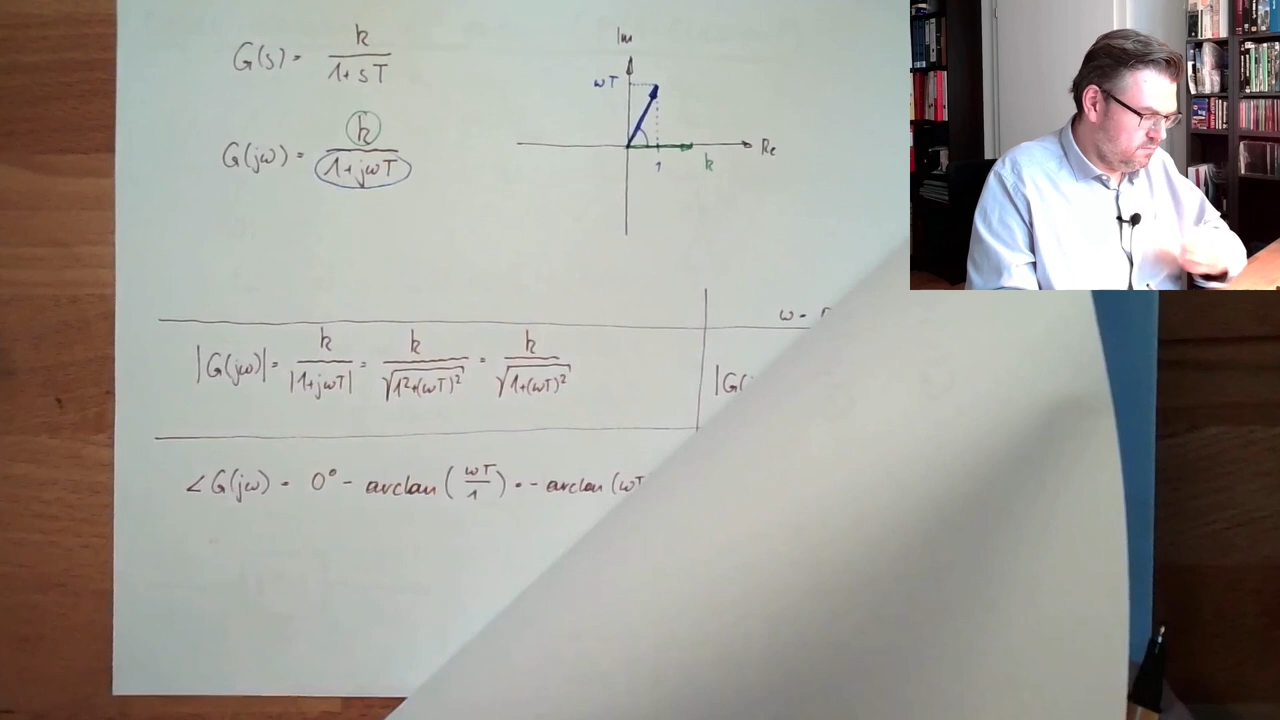 G(s) = k / (1 + sT)
Im
ωT
G(jω) = k / (1 + jωT)
Re
1
k
ω = 
|G(jω)| = k / |1+jωT| = k / √(1²+(ωT)²) = k / √(1+(ωT)²)
|G(j
∠G(jω) = 0° - arctan (ωT / 1) = - arctan (ωT